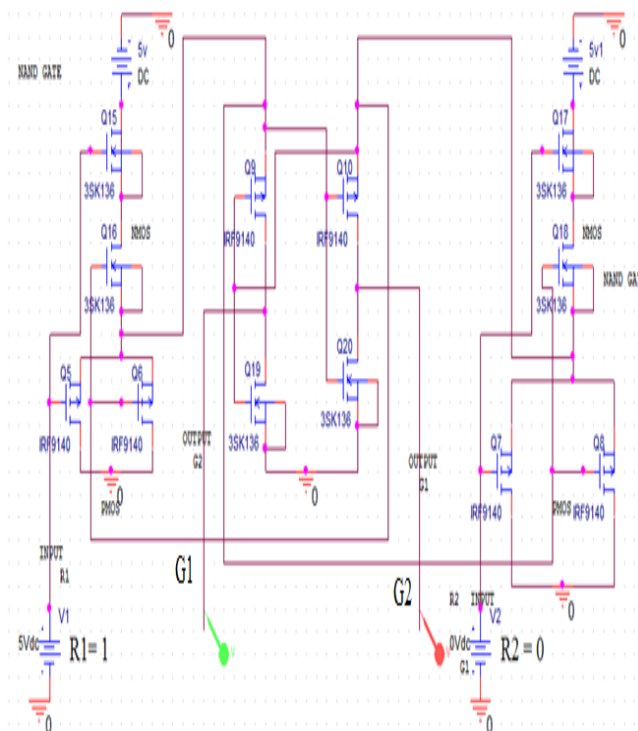 0
0
5v
DC
5v1
DC
NAND GATE
Q15
3SK136
Q17
3SK136
Q9
IRF9140
Q10
IRF9140
Q16
NMOS
3SK136
Q18
NMOS
3SK136
NAND GA
Q5
IRF9140
Q6
IRF9140
Q19
3SK136
Q20
3SK136
OUTPUT
G2
OUTPUT
G1
Q7
IRF9140
Q8
IRF9140
0
PMOS
0
PMOS
0
INPUT
R1
G1
G2
R2 INPUT
V1
5Vdc
R1= 1
V2
0Vdc
G1
R2 = 0
0
0